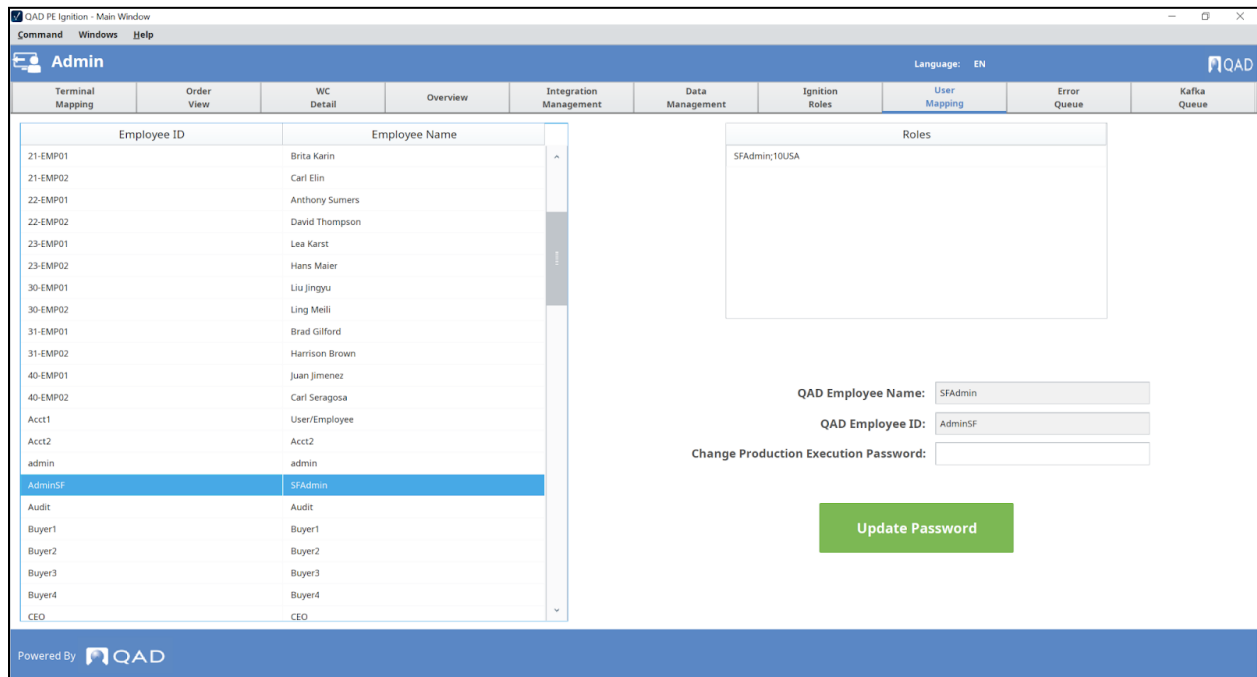 QAD PE Ignition - Main Window
Command Windows Help
Admin
Language: EN
QAD
Terminal Mapping Order View WC Detail Overview Integration Management Data Management Ignition Roles User Mapping Error Queue Kafka Queue
Employee ID Employee Name
21-EMP01 Brita Karin
21-EMP02 Carl Elin
22-EMP01 Anthony Sumers
22-EMP02 David Thompson
23-EMP01 Lea Karst
23-EMP02 Hans Maier
30-EMP01 Liu Jingyu
30-EMP02 Ling Meili
31-EMP01 Brad Gilford
31-EMP02 Harrison Brown
40-EMP01 Juan Jimenez
40-EMP02 Carl Seragosa
Acct1 User/Employee
Acct2 Acct2
admin admin
AdminSF SFAdmin
Audit Audit
Buyer1 Buyer1
Buyer2 Buyer2
Buyer3 Buyer3
Buyer4 Buyer4
CEO CEO
Roles
SFAdmin;10USA
QAD Employee Name: SFAdmin
QAD Employee ID: AdminSF
Change Production Execution Password:
Update Password
Powered By QAD